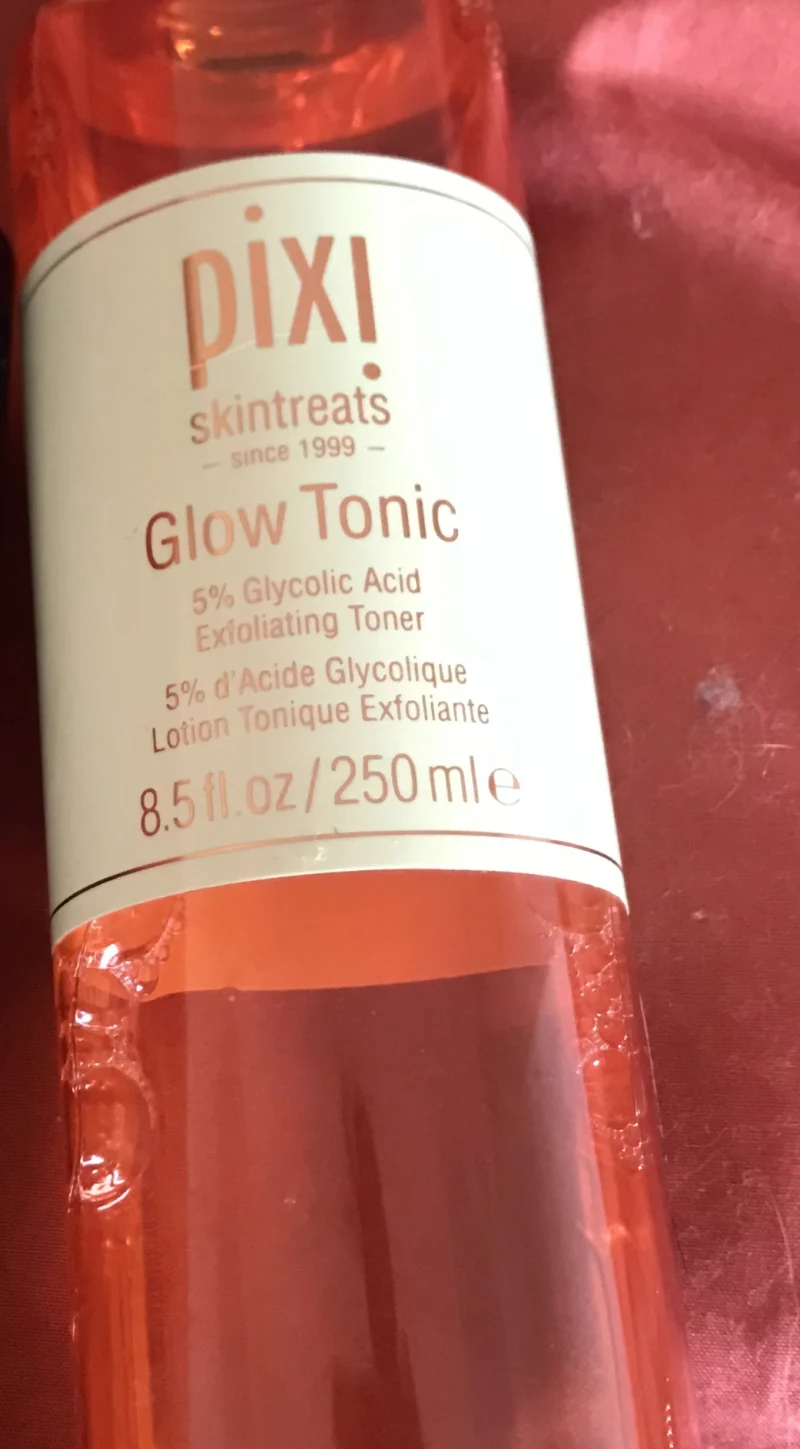 pixi
skintreats
– since 1999 –
Glow Tonic
5% Glycolic Acid
Exfoliating Toner
5% d'Acide Glycolique
Lotion Tonique Exfoliante
8.5 fl.oz/250 ml e